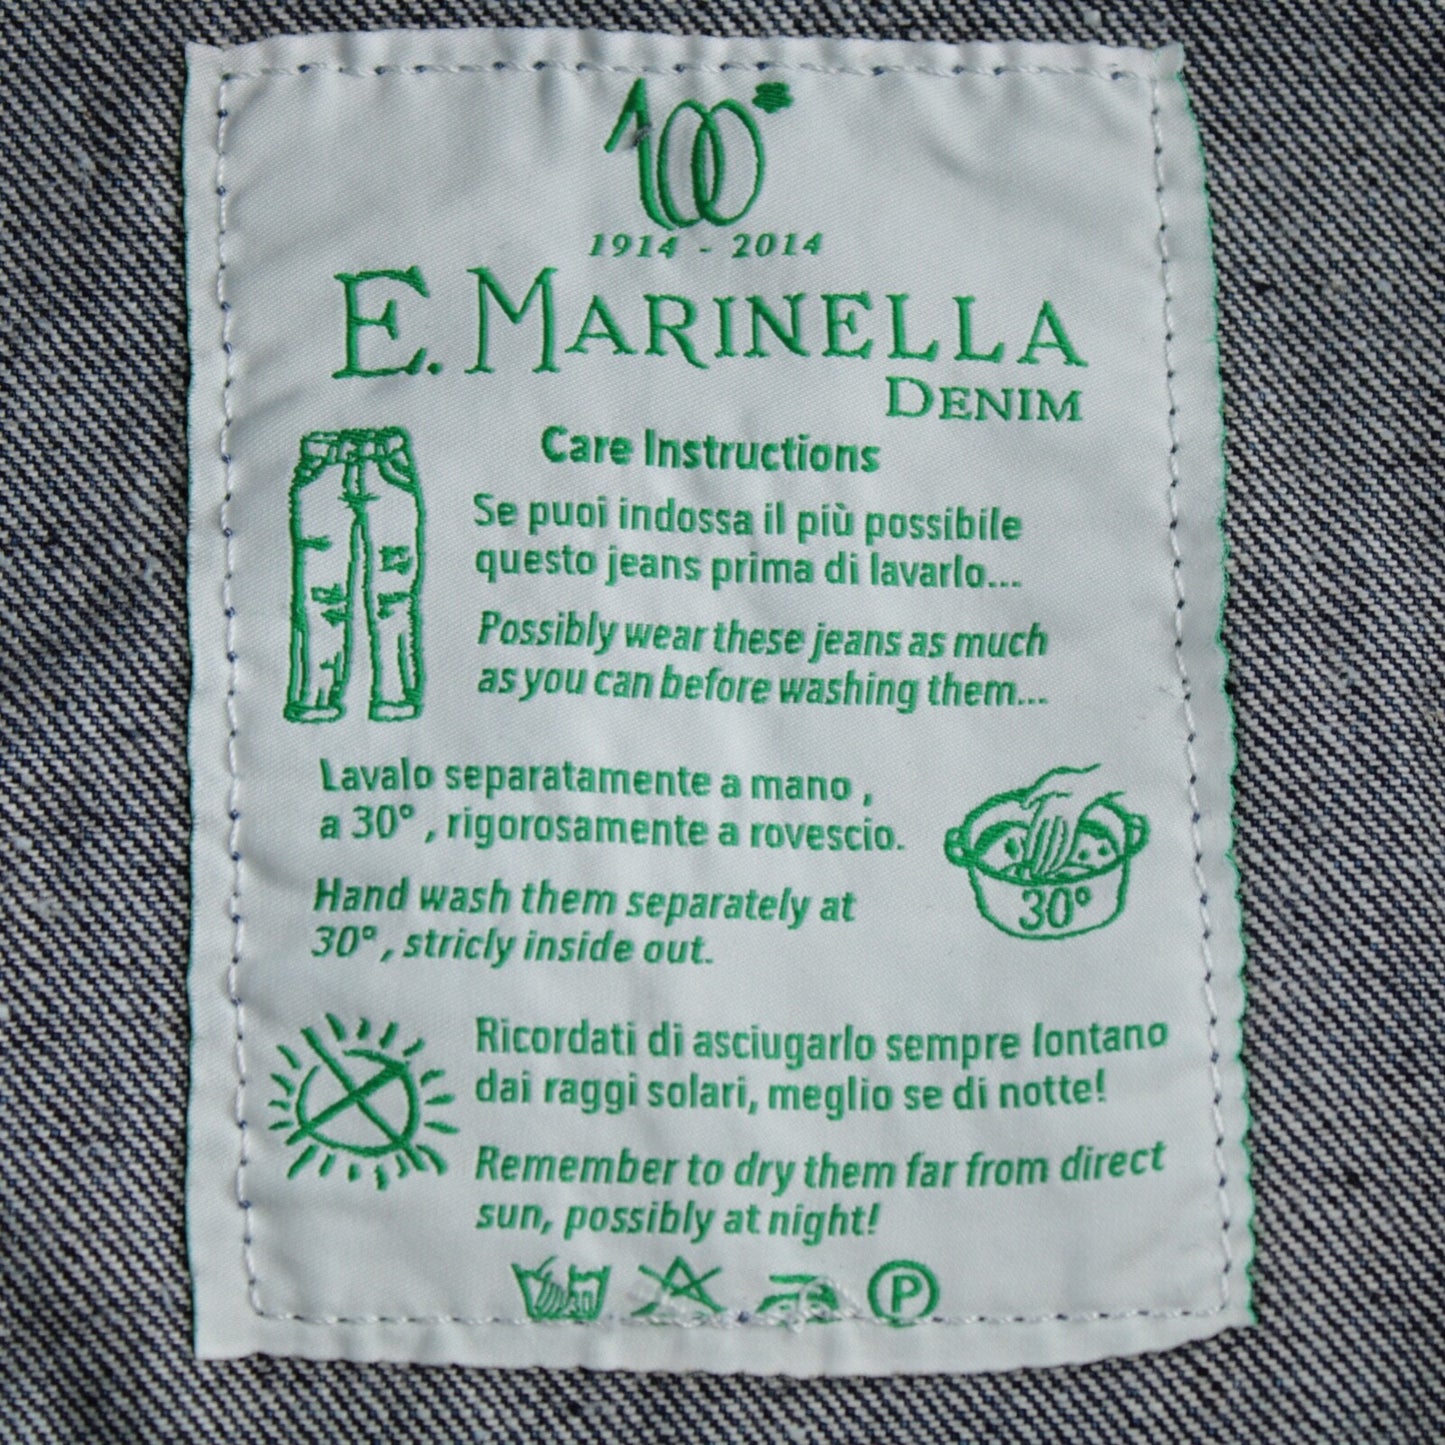 100°
1914 - 2014
E. MARINELLA
DENIM
Care Instructions
Se puoi indossa il più possibile
questo jeans prima di lavarlo...
Possibly wear these jeans as much
as you can before washing them...
Lavalo separatamente a mano ,
a 30° , rigorosamente a rovescio.
30°
Hand wash them separately at
30° , stricly inside out.
Ricordati di asciugarlo sempre lontano
dai raggi solari, meglio se di notte!
Remember to dry them far from direct
sun, possibly at night!
30 P